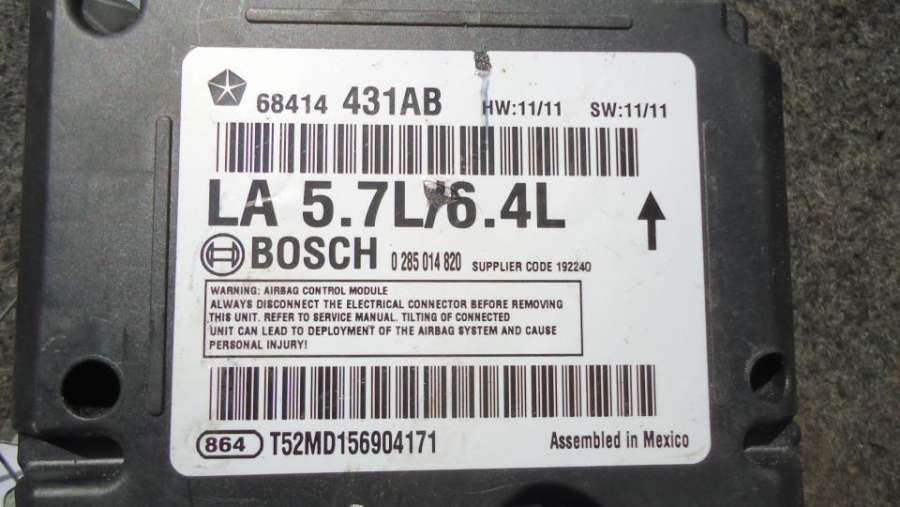 68414 431AB HW:11/11 SW:11/11
LA 5.7L/6.4L
BOSCH 0 285 014 820 SUPPLIER CODE 192240
WARNING: AIRBAG CONTROL MODULE
ALWAYS DISCONNECT THE ELECTRICAL CONNECTOR BEFORE REMOVING
THIS UNIT. REFER TO SERVICE MANUAL. TILTING OF CONNECTED
UNIT CAN LEAD TO DEPLOYMENT OF THE AIRBAG SYSTEM AND CAUSE
PERSONAL INJURY!
864 T52MD156904171 Assembled in Mexico